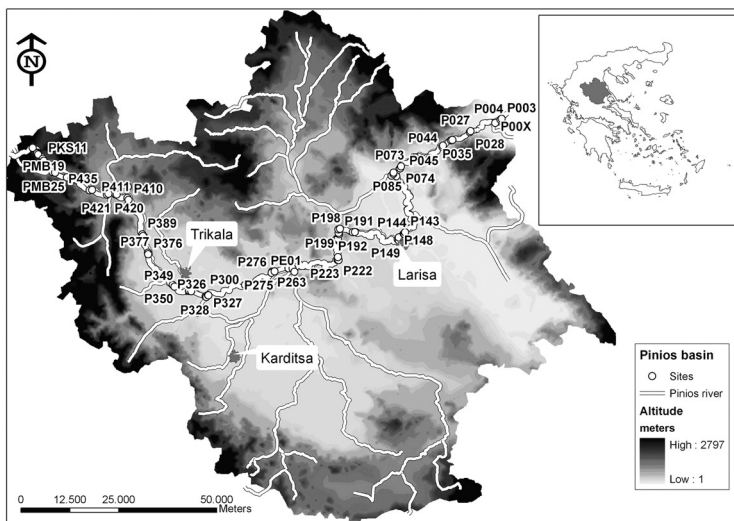 N
P004 P003
P027
P00X
P044
P028
P035
P045
P073
P074
P085
PKS11
PMB19
PMB25
P435
P411 P410
P421
P420
P389
P377
P376
Trikala
P349
P326
P300
P350
P327
P328
P276 PE01
P275
P263
P223
P222
P198
P191
P144
P143
P199
P192
P148
P149
Larisa
Karditsa
Pinios basin
Sites
Pinios river
Altitude
meters
High : 2797
Low : 1
0 12.500 25.000 50.000
Meters